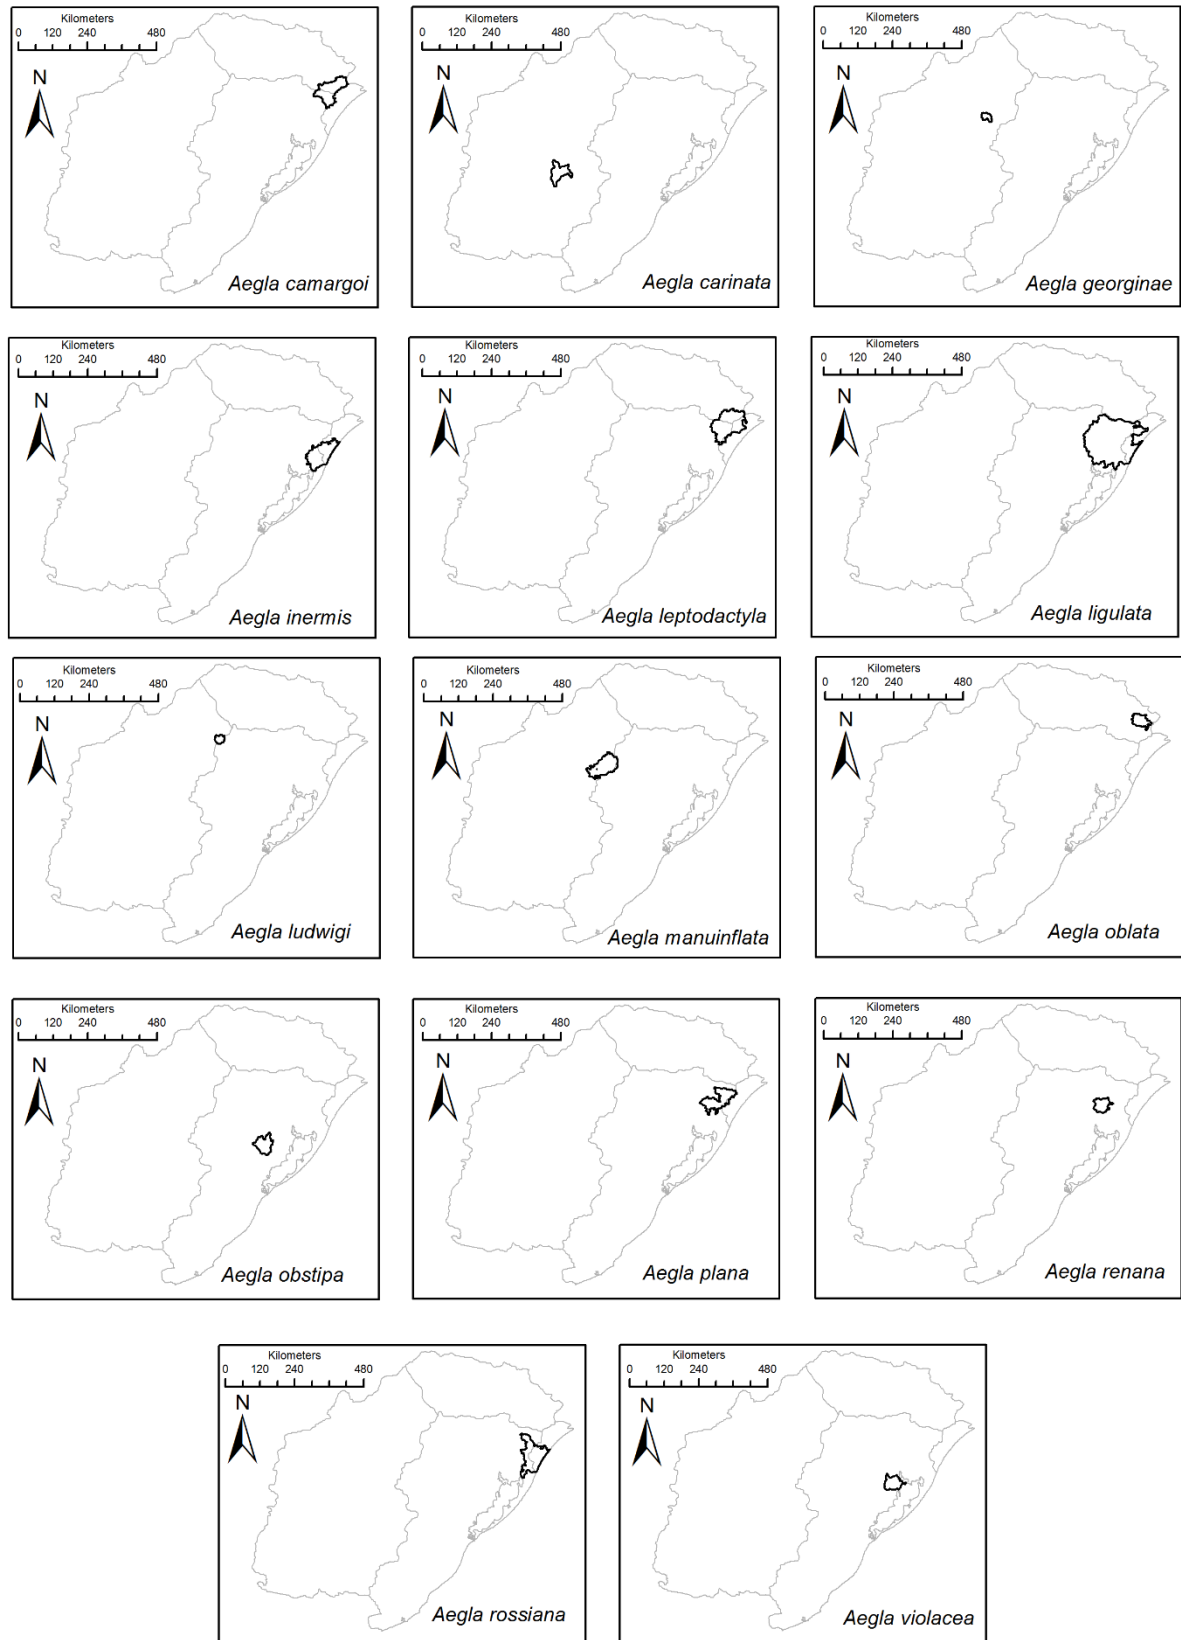 Kilometers
0 120 240 480
N
Aegla camargoi
Kilometers
0 120 240 480
N
Aegla carinata
Kilometers
0 120 240 480
N
Aegla georginae
Kilometers
0 120 240 480
N
Aegla inermis
Kilometers
0 120 240 480
N
Aegla leptodactyla
Kilometers
0 120 240 480
N
Aegla ligulata
Kilometers
0 120 240 480
N
Aegla ludwigi
Kilometers
0 120 240 480
N
Aegla manuinflata
Kilometers
0 120 240 480
N
Aegla oblata
Kilometers
0 120 240 480
N
Aegla obstipa
Kilometers
0 120 240 480
N
Aegla plana
Kilometers
0 120 240 480
N
Aegla renana
Kilometers
0 120 240 480
N
Aegla rossiana
Kilometers
0 120 240 480
N
Aegla violacea